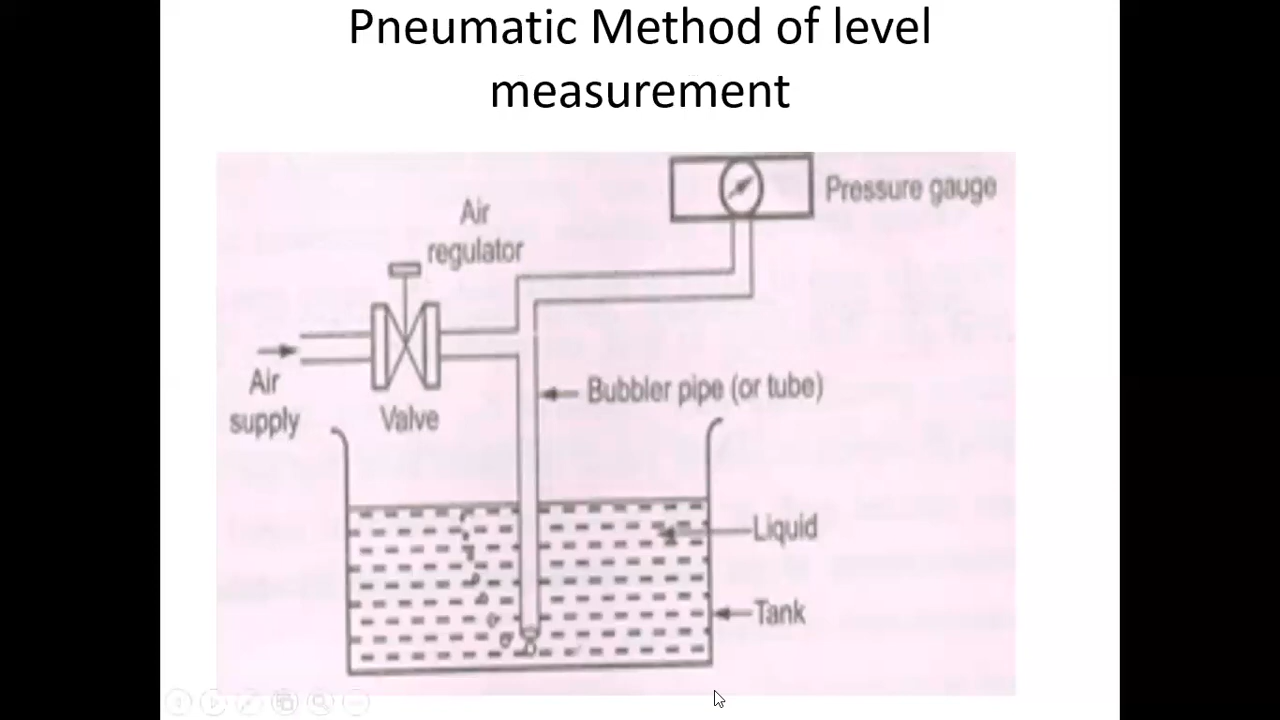 Pneumatic Method of level
measurement
Pressure gauge
Air
regulator
Air
supply
Valve
Bubbler pipe (or tube)
Liquid
Tank